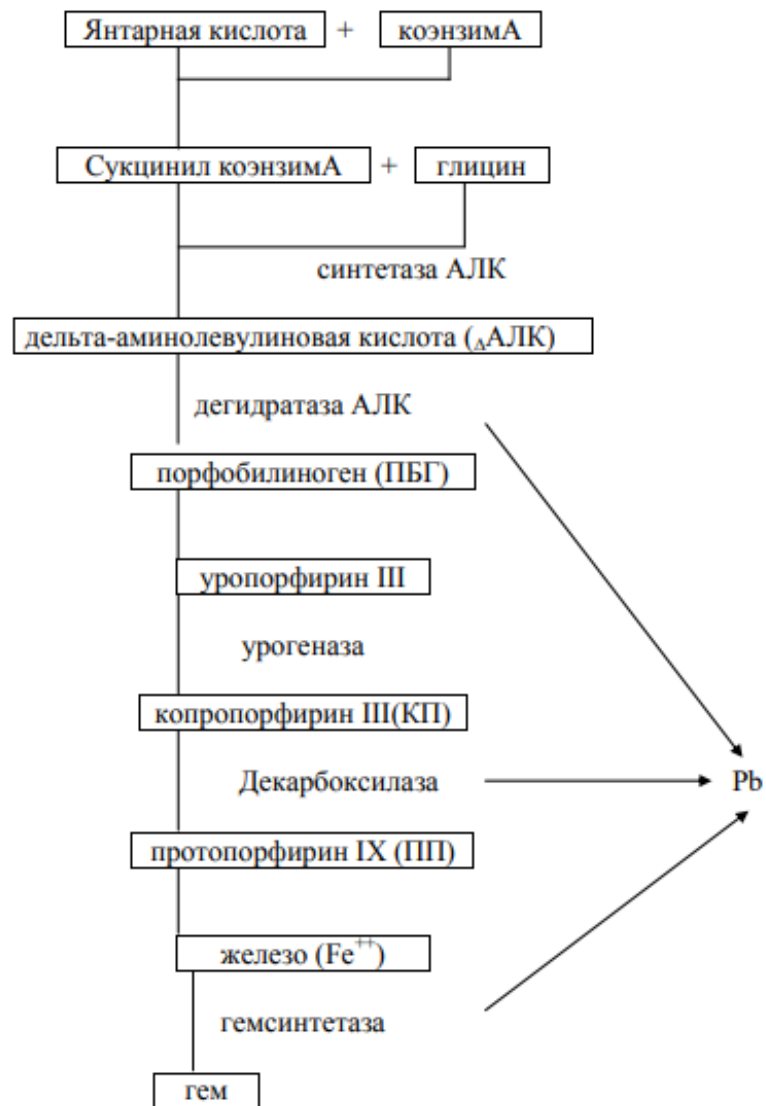 Янтарная кислота + коэнзимА
Сукцинил коэнзимА + глицин
синтетаза АЛК
дельта-аминолевулиновая кислота (ΔАЛК)
дегидратаза АЛК
порфобилиноген (ПБГ)
уропорфирин III
урогеназа
копропорфирин III(КП)
Декарбоксилаза Pb
протопорфирин IX (ПП)
железо (Fe⁺⁺)
гемсинтетаза
гем